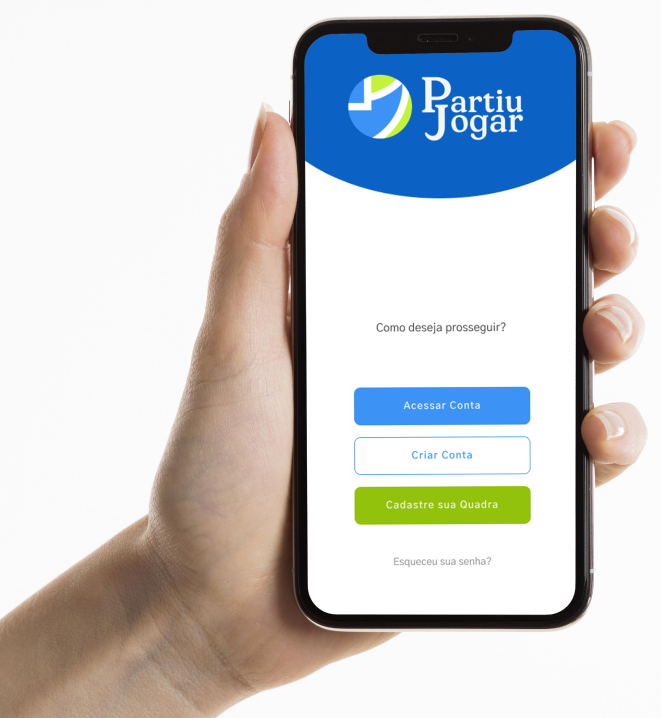 Partiu
Jogar
Como deseja prosseguir?
Acessar Conta
Criar Conta
Cadastre sua Quadra
Esqueceu sua senha?